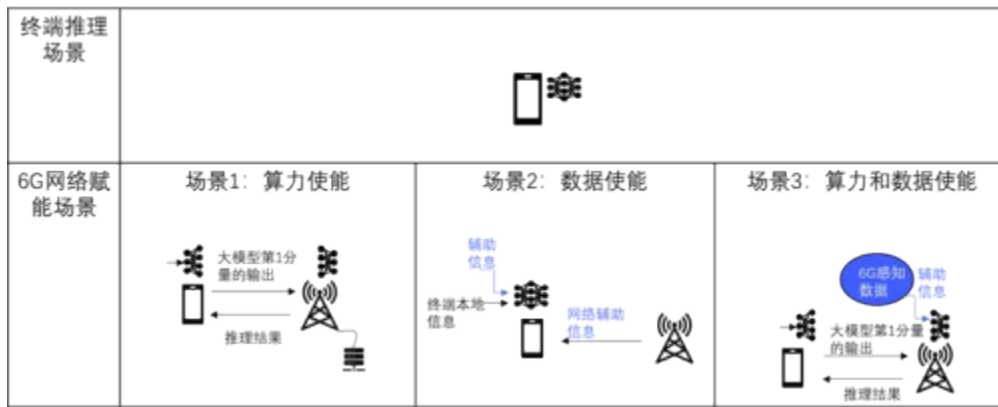 终端推理
场景
6G网络赋
能场景
场景1：算力使能
大模型第1分
量的输出
推理结果
场景2：数据使能
辅助
信息
终端本地
信息
网络辅助
信息
场景3：算力和数据使能
6G感知
数据
辅助
信息
大模型第1分量
的输出
推理结果